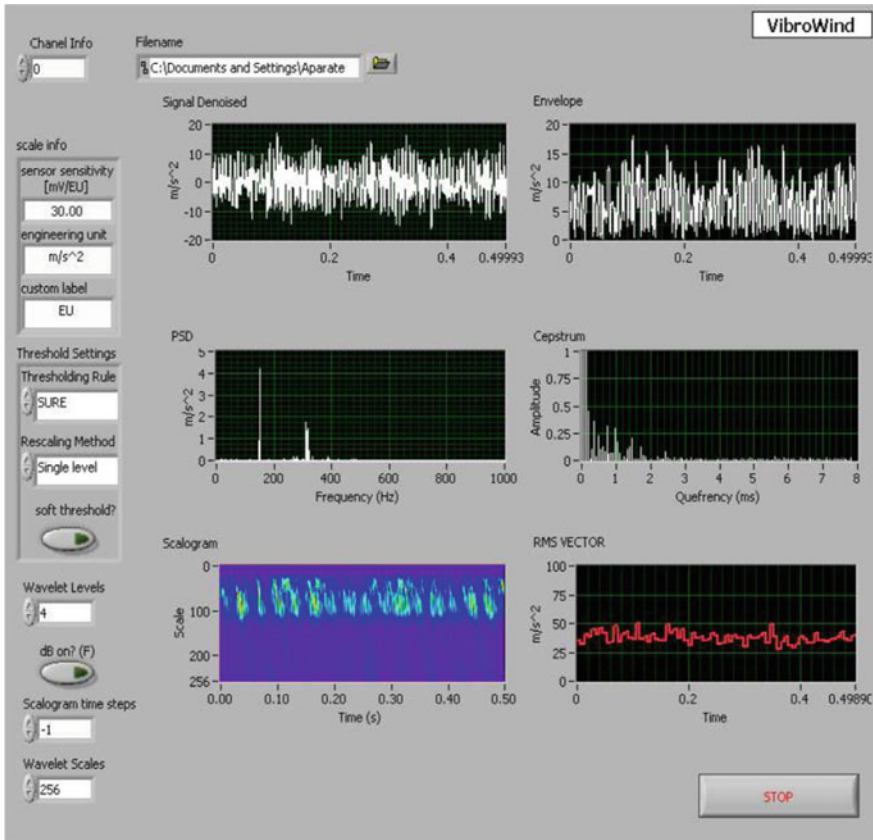 VibroWind
Chanel Info
0
Filename
C:\Documents and Settings\Aparate
Signal Denoised
20
10
0
-10
-20
m/s^2
0
0.2
0.4
0.49993
Time
Envelope
20
15
10
5
0
m/s^2
0
0.2
0.4
0.49993
Time
scale info
sensor sensitivity
[mV/EU]
30.00
engineering unit
m/s^2
custom label
EU
PSD
5
4
3
2
1
0
m/s^2
0
200
400
600
800
1000
Frequency (Hz)
Cepstrum
1
0.75
0.5
0.25
0
Amplitude
0
1
2
3
4
5
6
7
8
Quefrency (ms)
Threshold Settings
Thresholding Rule
SURE
Rescaling Method
Single level
soft threshold?
Scalogram
0
100
200
256
Scale
0.00
0.10
0.20
0.30
0.40
0.50
Time (s)
RMS VECTOR
100
75
50
25
0
m/s^2
0
0.2
0.4
0.49890
Time
Wavelet Levels
4
dB on? (F)
Scalogram time steps
-1
Wavelet Scales
256
STOP